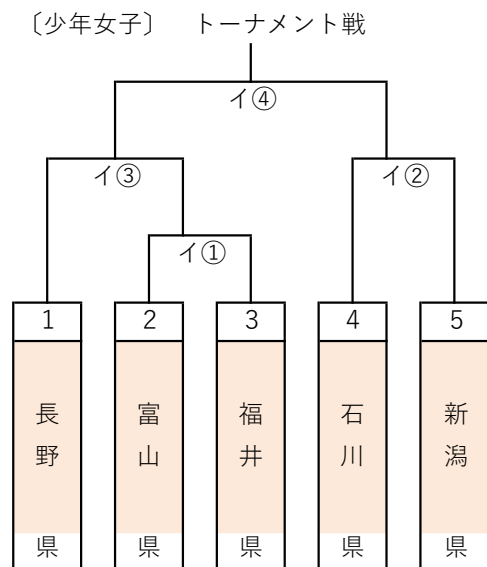 〔少年女子〕 トーナメント戦
イ④
イ③ イ②
イ①
1 2 3 4 5
長野県 富山県 福井県 石川県 新潟県